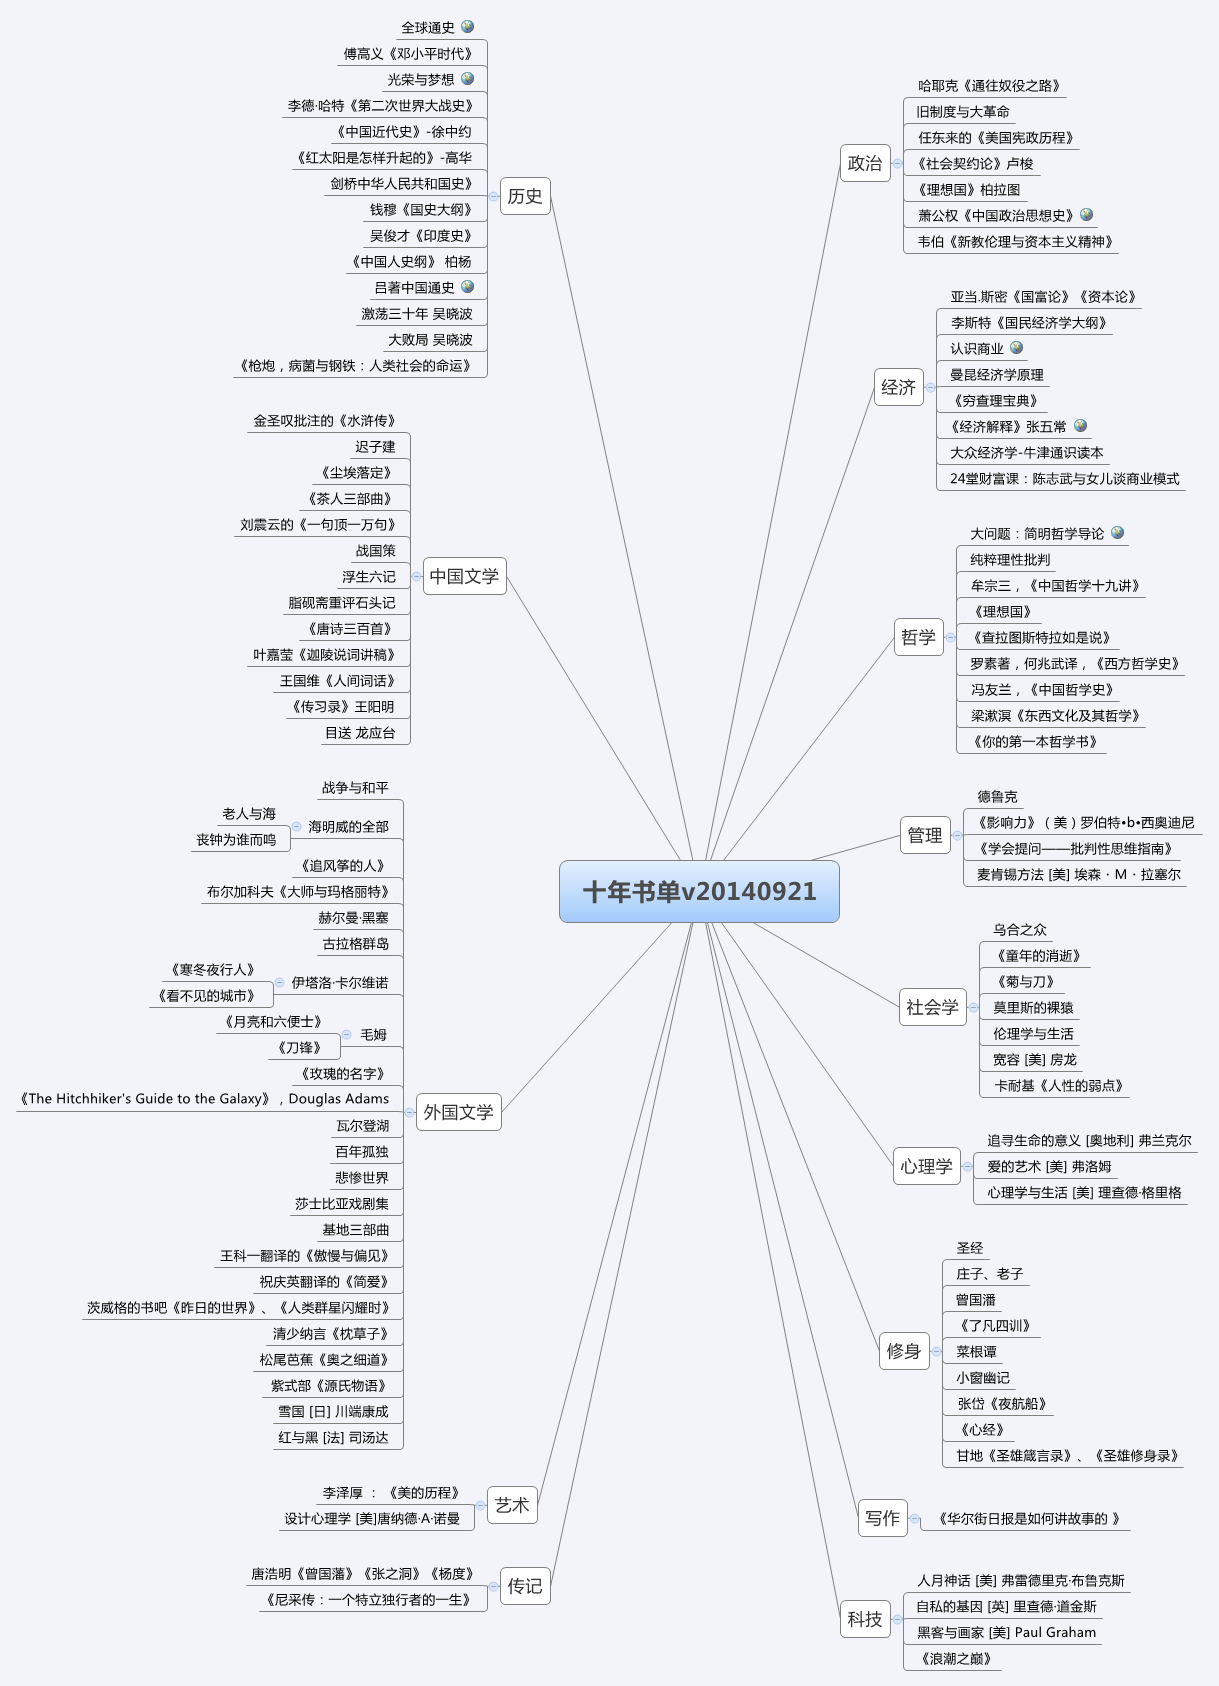 十年书单v20140921
政治
哈耶克《通往奴役之路》
旧制度与大革命
任东来的《美国宪政历程》
《社会契约论》卢梭
《理想国》柏拉图
萧公权《中国政治思想史》
韦伯《新教伦理与资本主义精神》
经济
亚当.斯密《国富论》《资本论》
李斯特《国民经济学大纲》
认识商业
曼昆经济学原理
《穷查理宝典》
《经济解释》张五常
大众经济学-牛津通识读本
24堂财富课：陈志武与女儿谈商业模式
哲学
大问题：简明哲学导论
纯粹理性批判
牟宗三，《中国哲学十九讲》
《理想国》
《查拉图斯特拉如是说》
罗素著，何兆武译，《西方哲学史》
冯友兰，《中国哲学史》
梁漱溟《东西文化及其哲学》
《你的第一本哲学书》
管理
德鲁克
《影响力》（美）罗伯特•b•西奥迪尼
《学会提问——批判性思维指南》
麦肯锡方法 [美] 埃森・M・拉塞尔
社会学
乌合之众
《童年的消逝》
《菊与刀》
莫里斯的裸猿
伦理学与生活
宽容 [美] 房龙
卡耐基《人性的弱点》
心理学
追寻生命的意义 [奥地利] 弗兰克尔
爱的艺术 [美] 弗洛姆
心理学与生活 [美] 理查德·格里格
修身
圣经
庄子、老子
曾国潘
《了凡四训》
菜根谭
小窗幽记
张岱《夜航船》
《心经》
甘地《圣雄箴言录》、《圣雄修身录》
写作
《华尔街日报是如何讲故事的 》
科技
人月神话 [美] 弗雷德里克·布鲁克斯
自私的基因 [英] 里查德·道金斯
黑客与画家 [美] Paul Graham
《浪潮之巅》
历史
全球通史
傅高义《邓小平时代》
光荣与梦想
李德·哈特《第二次世界大战史》
《中国近代史》-徐中约
《红太阳是怎样升起的》-高华
剑桥中华人民共和国史》
钱穆《国史大纲》
吴俊才《印度史》
《中国人史纲》 柏杨
吕著中国通史
激荡三十年 吴晓波
大败局 吴晓波
《枪炮，病菌与钢铁：人类社会的命运》
中国文学
金圣叹批注的《水浒传》
迟子建
《尘埃落定》
《茶人三部曲》
刘震云的《一句顶一万句》
战国策
浮生六记
脂砚斋重评石头记
《唐诗三百首》
叶嘉莹《迦陵说词讲稿》
王国维《人间词话》
《传习录》王阳明
目送 龙应台
外国文学
战争与和平
海明威的全部
老人与海
丧钟为谁而鸣
《追风筝的人》
布尔加科夫《大师与玛格丽特》
赫尔曼·黑塞
古拉格群岛
伊塔洛·卡尔维诺
《寒冬夜行人》
《看不见的城市》
毛姆
《月亮和六便士》
《刀锋》
《玫瑰的名字》
《The Hitchhiker's Guide to the Galaxy》，Douglas Adams
瓦尔登湖
百年孤独
悲惨世界
莎士比亚戏剧集
基地三部曲
王科一翻译的《傲慢与偏见》
祝庆英翻译的《简爱》
茨威格的书吧《昨日的世界》、《人类群星闪耀时》
清少纳言《枕草子》
松尾芭蕉《奥之细道》
紫式部《源氏物语》
雪国 [日] 川端康成
红与黑 [法] 司汤达
艺术
李泽厚 ： 《美的历程》
设计心理学 [美]唐纳德·A·诺曼
传记
唐浩明《曾国藩》《张之洞》《杨度》
《尼采传：一个特立独行者的一生》